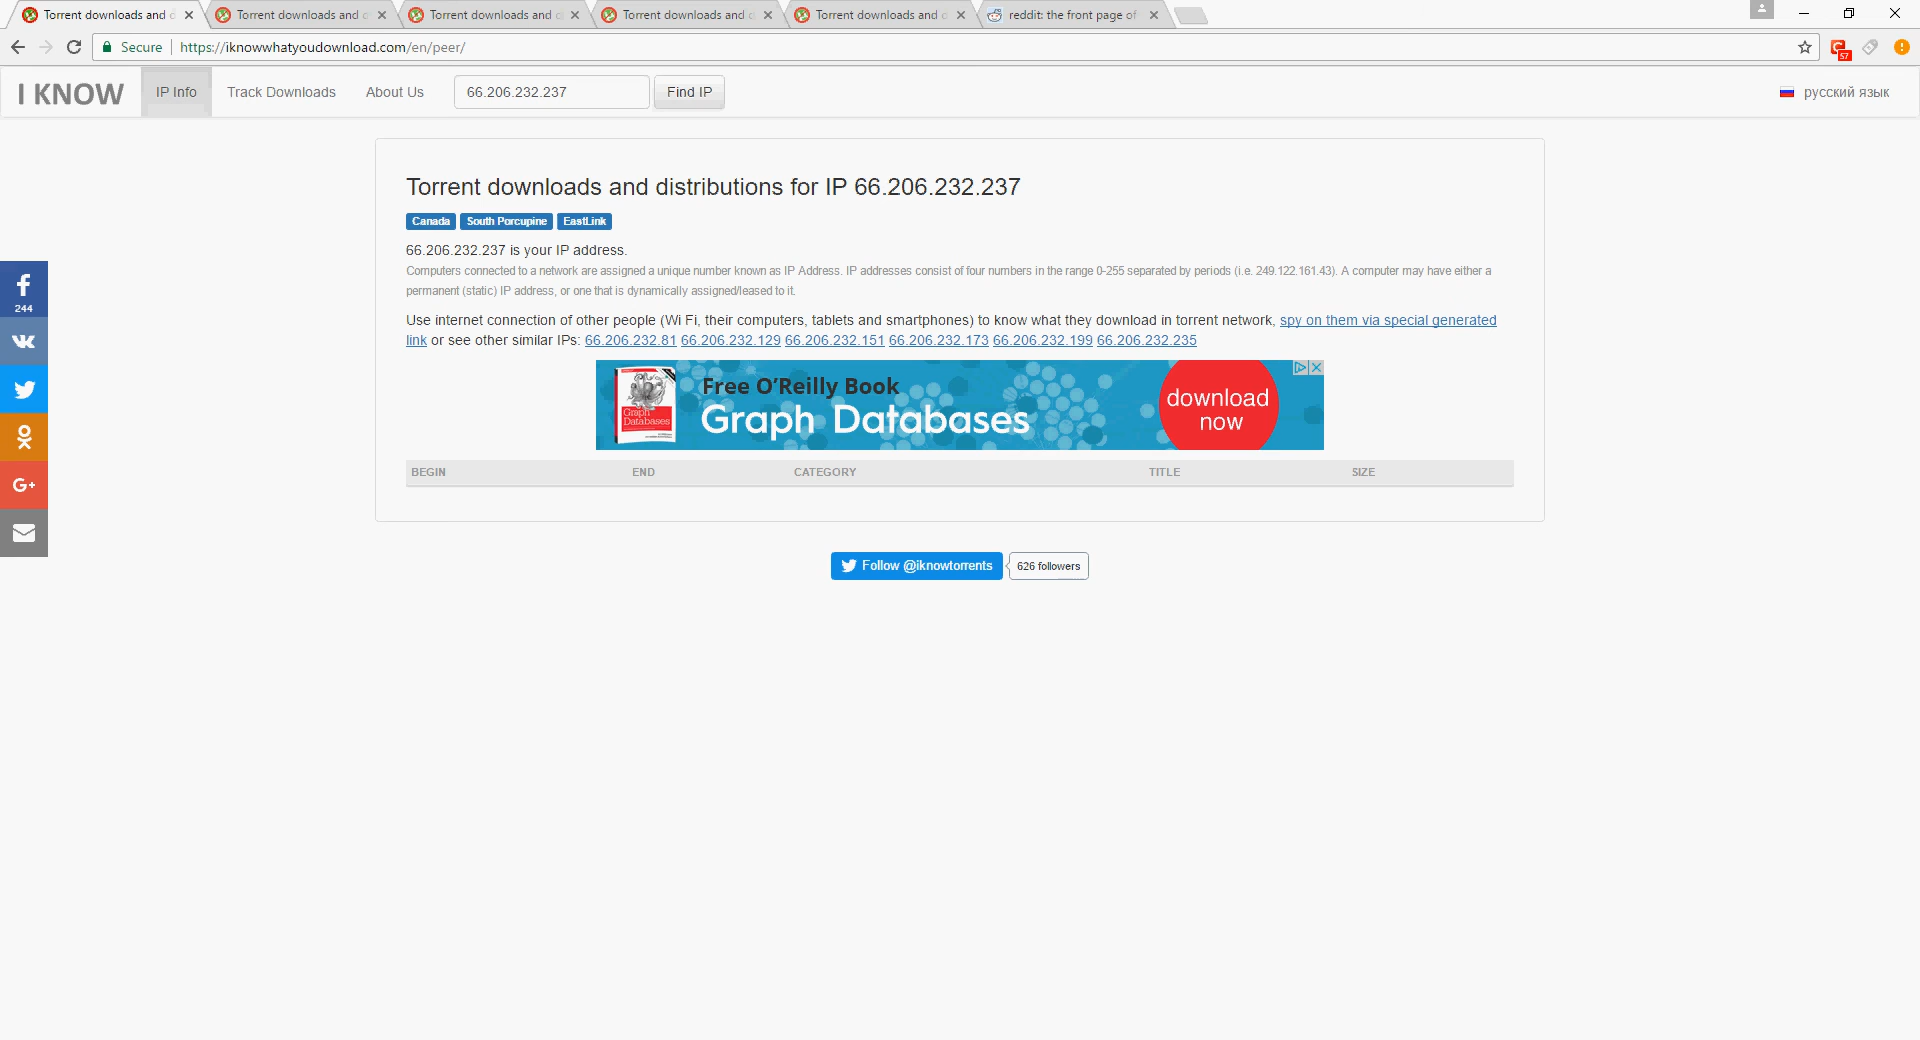 Torrent downloads and d
Torrent downloads and d
Torrent downloads and d
Torrent downloads and d
Torrent downloads and d
reddit: the front page of
Secure
https://iknowwhatyoudownload.com/en/peer/
57
I KNOW
IP Info
Track Downloads
About Us
66.206.232.237
Find IP
русский язык
Torrent downloads and distributions for IP 66.206.232.237
Canada South Porcupine EastLink
66.206.232.237 is your IP address.
Computers connected to a network are assigned a unique number known as IP Address. IP addresses consist of four numbers in the range 0-255 separated by periods (i.e. 249.122.161.43). A computer may have either a
permanent (static) IP address, or one that is dynamically assigned/leased to it.
Use internet connection of other people (Wi Fi, their computers, tablets and smartphones) to know what they download in torrent network, spy on them via special generated
link or see other similar IPs: 66.206.232.81 66.206.232.129 66.206.232.151 66.206.232.173 66.206.232.199 66.206.232.235
244
G+
Graph
Databases
Free O'Reilly Book
Graph Databases
download
now
BEGIN END CATEGORY TITLE SIZE
Follow @iknowtorrents
626 followers